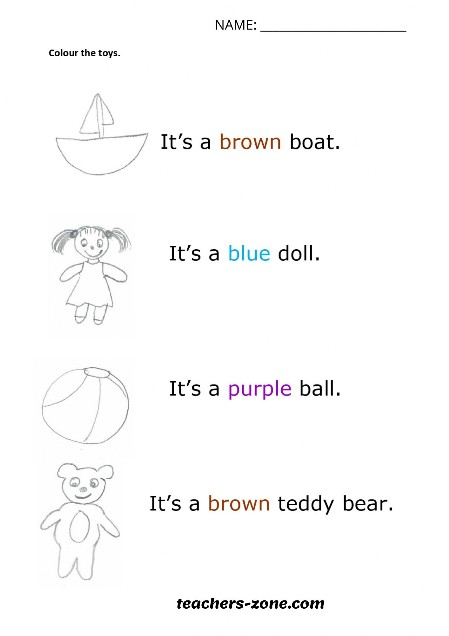 NAME: ____________________
Colour the toys.
It's a brown boat.
It's a blue doll.
It's a purple ball.
It's a brown teddy bear.
teachers-zone.com